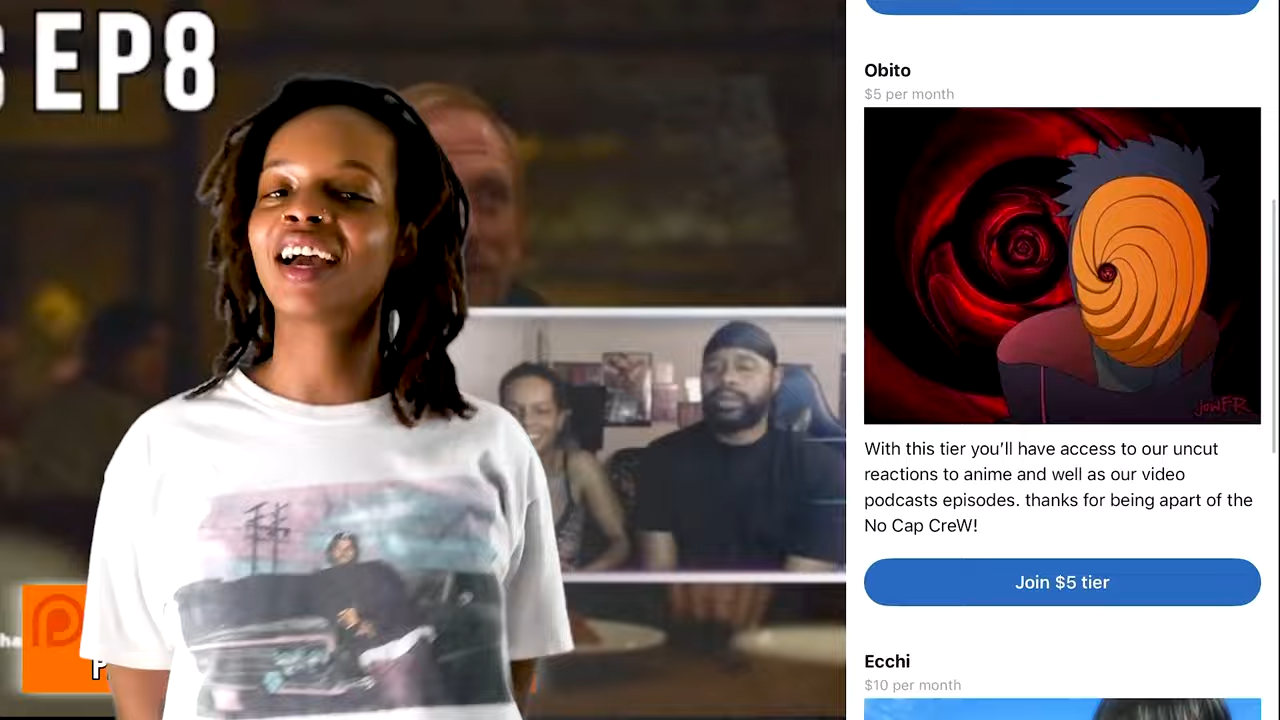 EP8
Obito
$5 per month
jowFR
With this tier you’ll have access to our uncut
reactions to anime and well as our video
podcasts episodes. thanks for being apart of the
No Cap CreW!
Join $5 tier
Ecchi
$10 per month